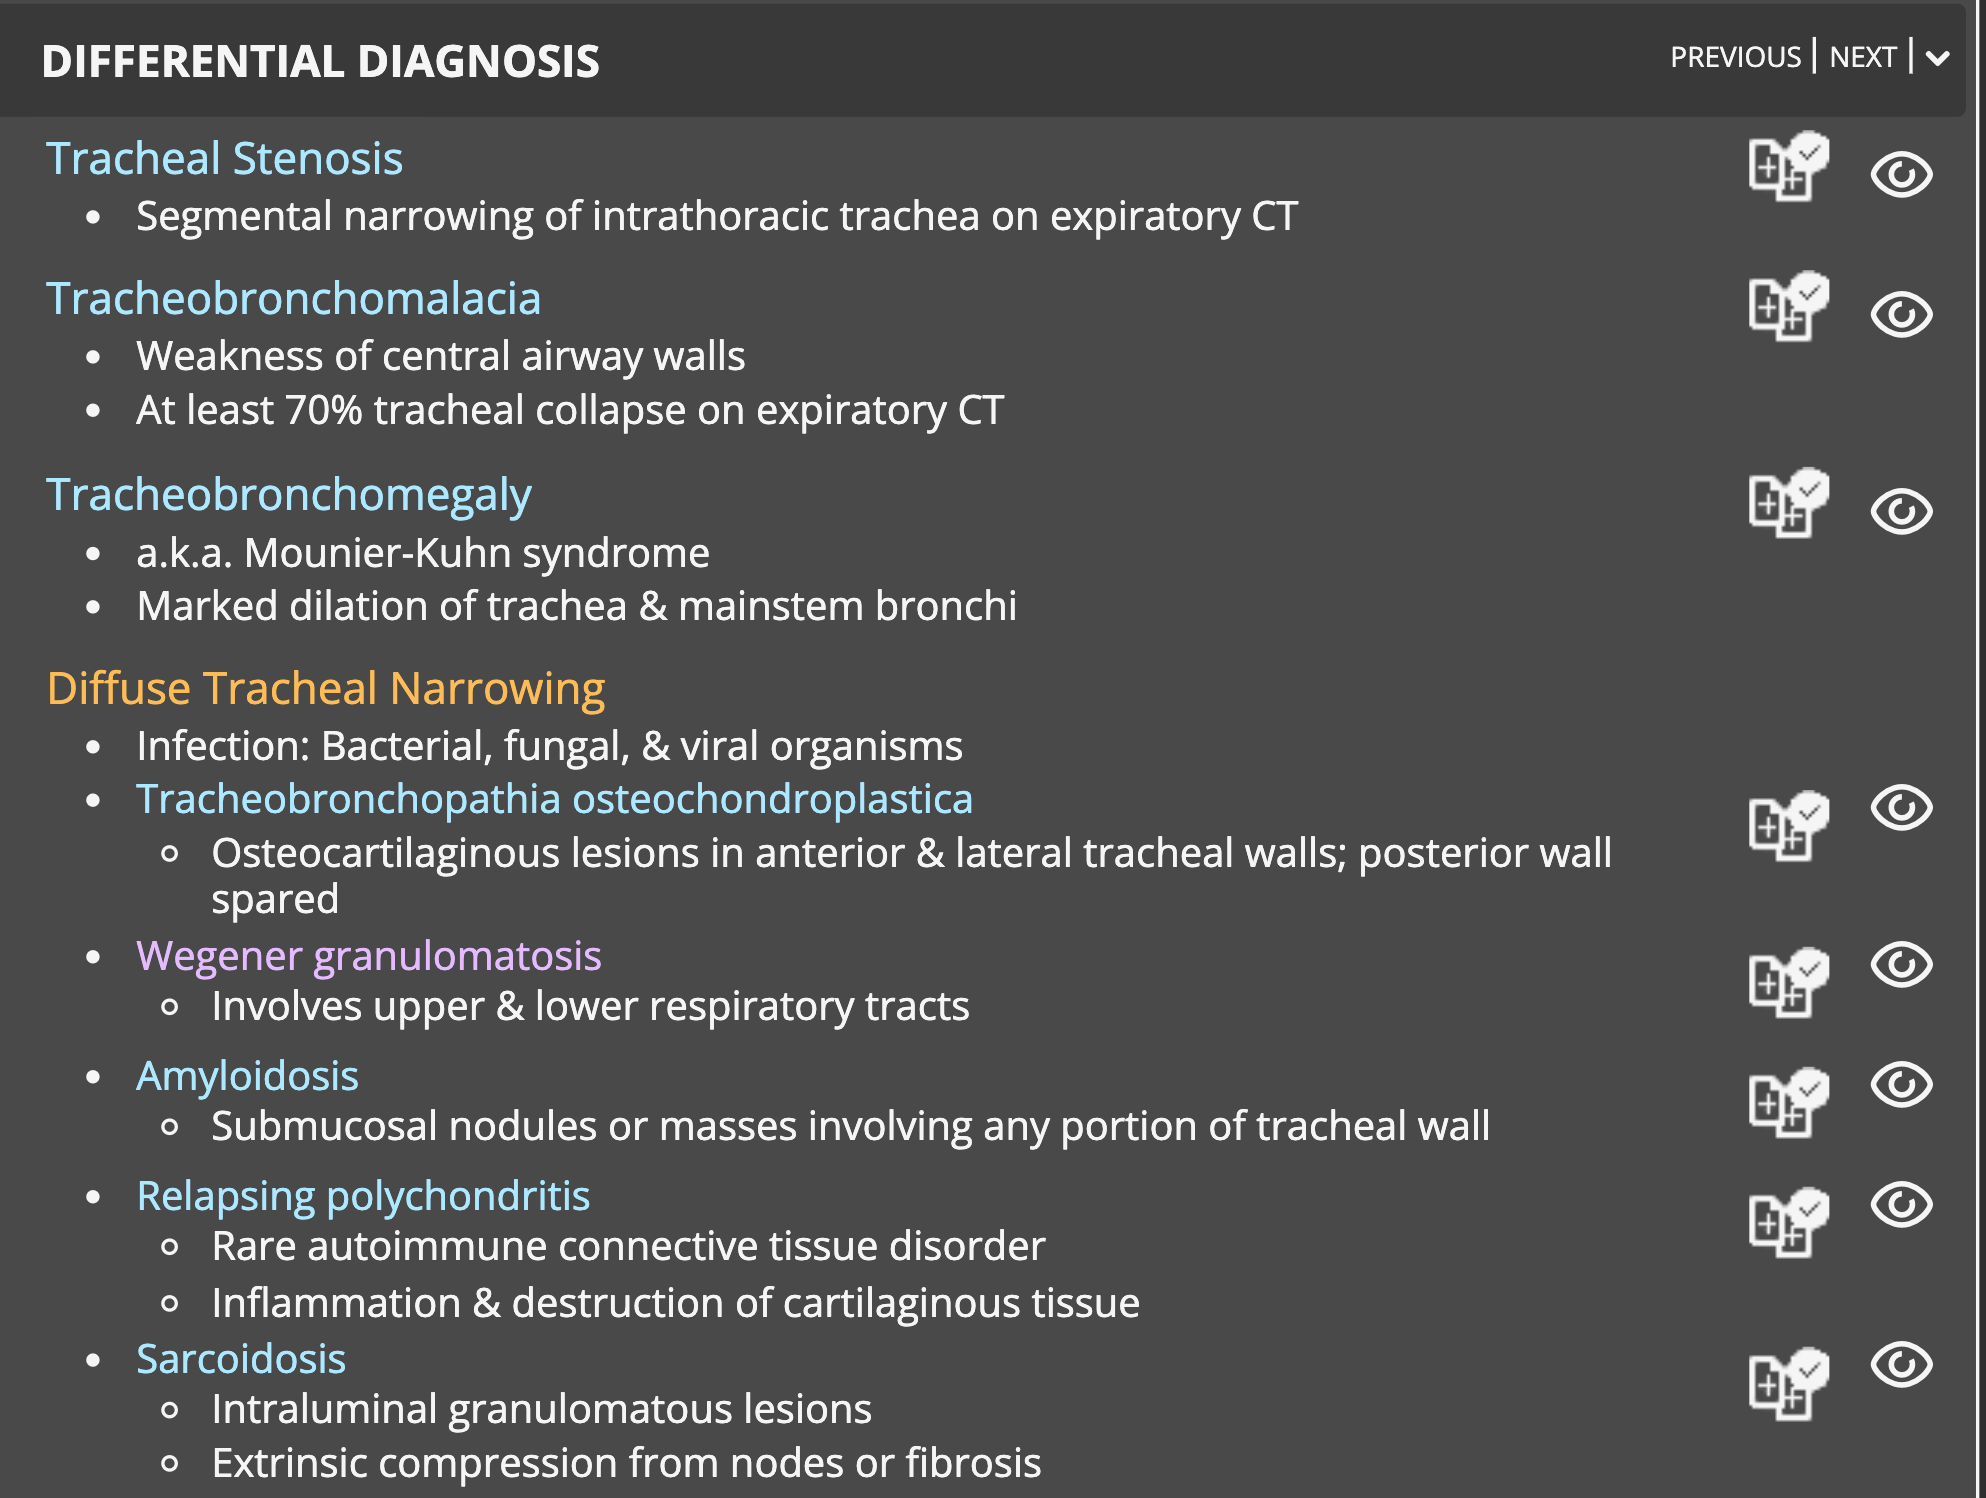 DIFFERENTIAL DIAGNOSIS
PREVIOUS | NEXT |
Tracheal Stenosis
• Segmental narrowing of intrathoracic trachea on expiratory CT
Tracheobronchomalacia
• Weakness of central airway walls
• At least 70% tracheal collapse on expiratory CT
Tracheobronchomegaly
• a.k.a. Mounier-Kuhn syndrome
• Marked dilation of trachea & mainstem bronchi
Diffuse Tracheal Narrowing
• Infection: Bacterial, fungal, & viral organisms
• Tracheobronchopathia osteochondroplastica
◦ Osteocartilaginous lesions in anterior & lateral tracheal walls; posterior wall
spared
• Wegener granulomatosis
◦ Involves upper & lower respiratory tracts
• Amyloidosis
◦ Submucosal nodules or masses involving any portion of tracheal wall
• Relapsing polychondritis
◦ Rare autoimmune connective tissue disorder
◦ Inflammation & destruction of cartilaginous tissue
• Sarcoidosis
◦ Intraluminal granulomatous lesions
◦ Extrinsic compression from nodes or fibrosis